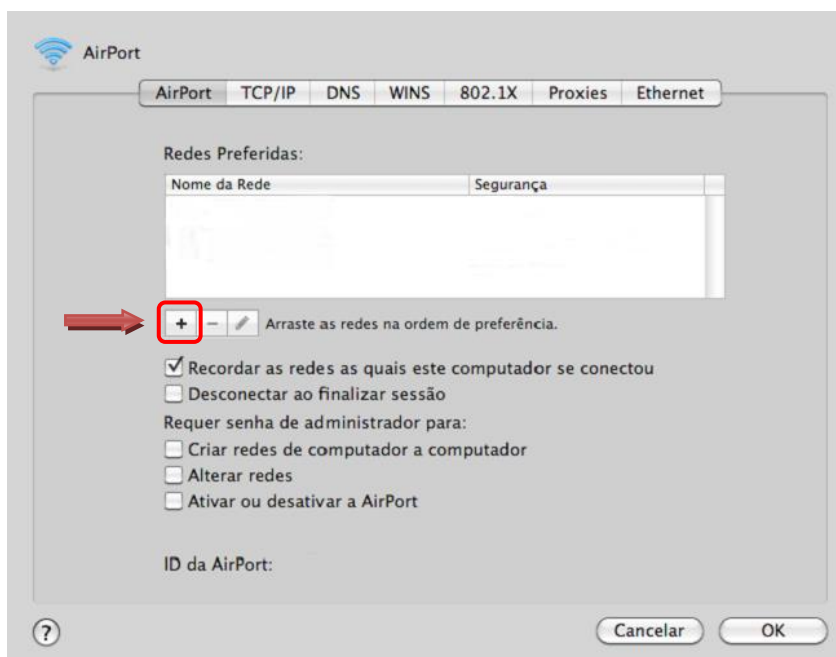 AirPort
AirPort TCP/IP DNS WINS 802.1X Proxies Ethernet
Redes Preferidas:
Nome da Rede Segurança
+ − Arraste as redes na ordem de preferência.
Recordar as redes as quais este computador se conectou
Desconectar ao finalizar sessão
Requer senha de administrador para:
Criar redes de computador a computador
Alterar redes
Ativar ou desativar a AirPort
ID da AirPort:
? Cancelar OK